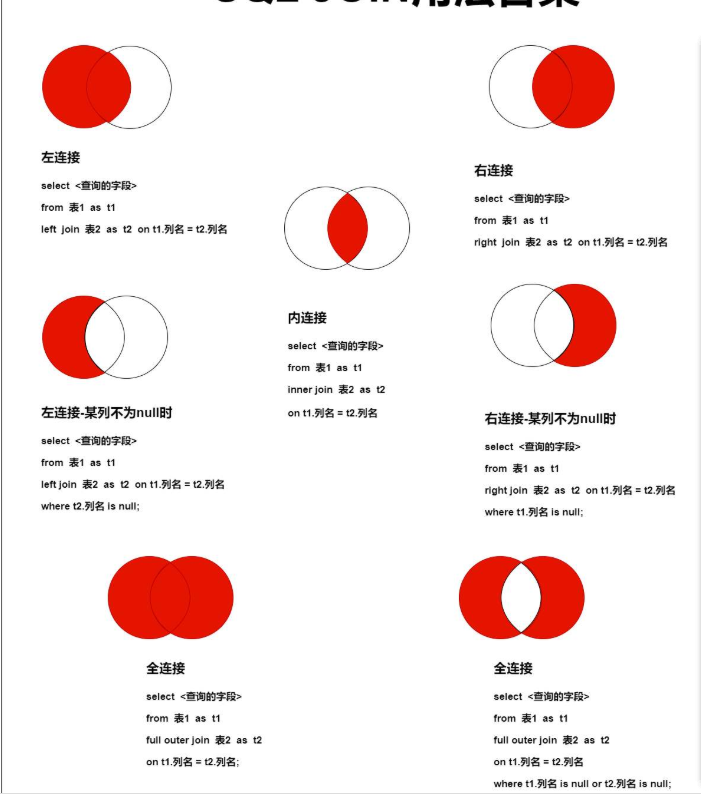 左连接
select <查询的字段>
from 表1 as t1
left join 表2 as t2 on t1.列名 = t2.列名
右连接
select <查询的字段>
from 表1 as t1
right join 表2 as t2 on t1.列名 = t2.列名
内连接
select <查询的字段>
from 表1 as t1
inner join 表2 as t2
on t1.列名 = t2.列名
左连接-某列不为null时
select <查询的字段>
from 表1 as t1
left join 表2 as t2 on t1.列名 = t2.列名
where t2.列名 is null;
右连接-某列不为null时
select <查询的字段>
from 表1 as t1
right join 表2 as t2 on t1.列名 = t2.列名
where t1.列名 is null;
全连接
select <查询的字段>
from 表1 as t1
full outer join 表2 as t2
on t1.列名 = t2.列名;
全连接
select <查询的字段>
from 表1 as t1
full outer join 表2 as t2
on t1.列名 = t2.列名
where t1.列名 is null or t2.列名 is null;